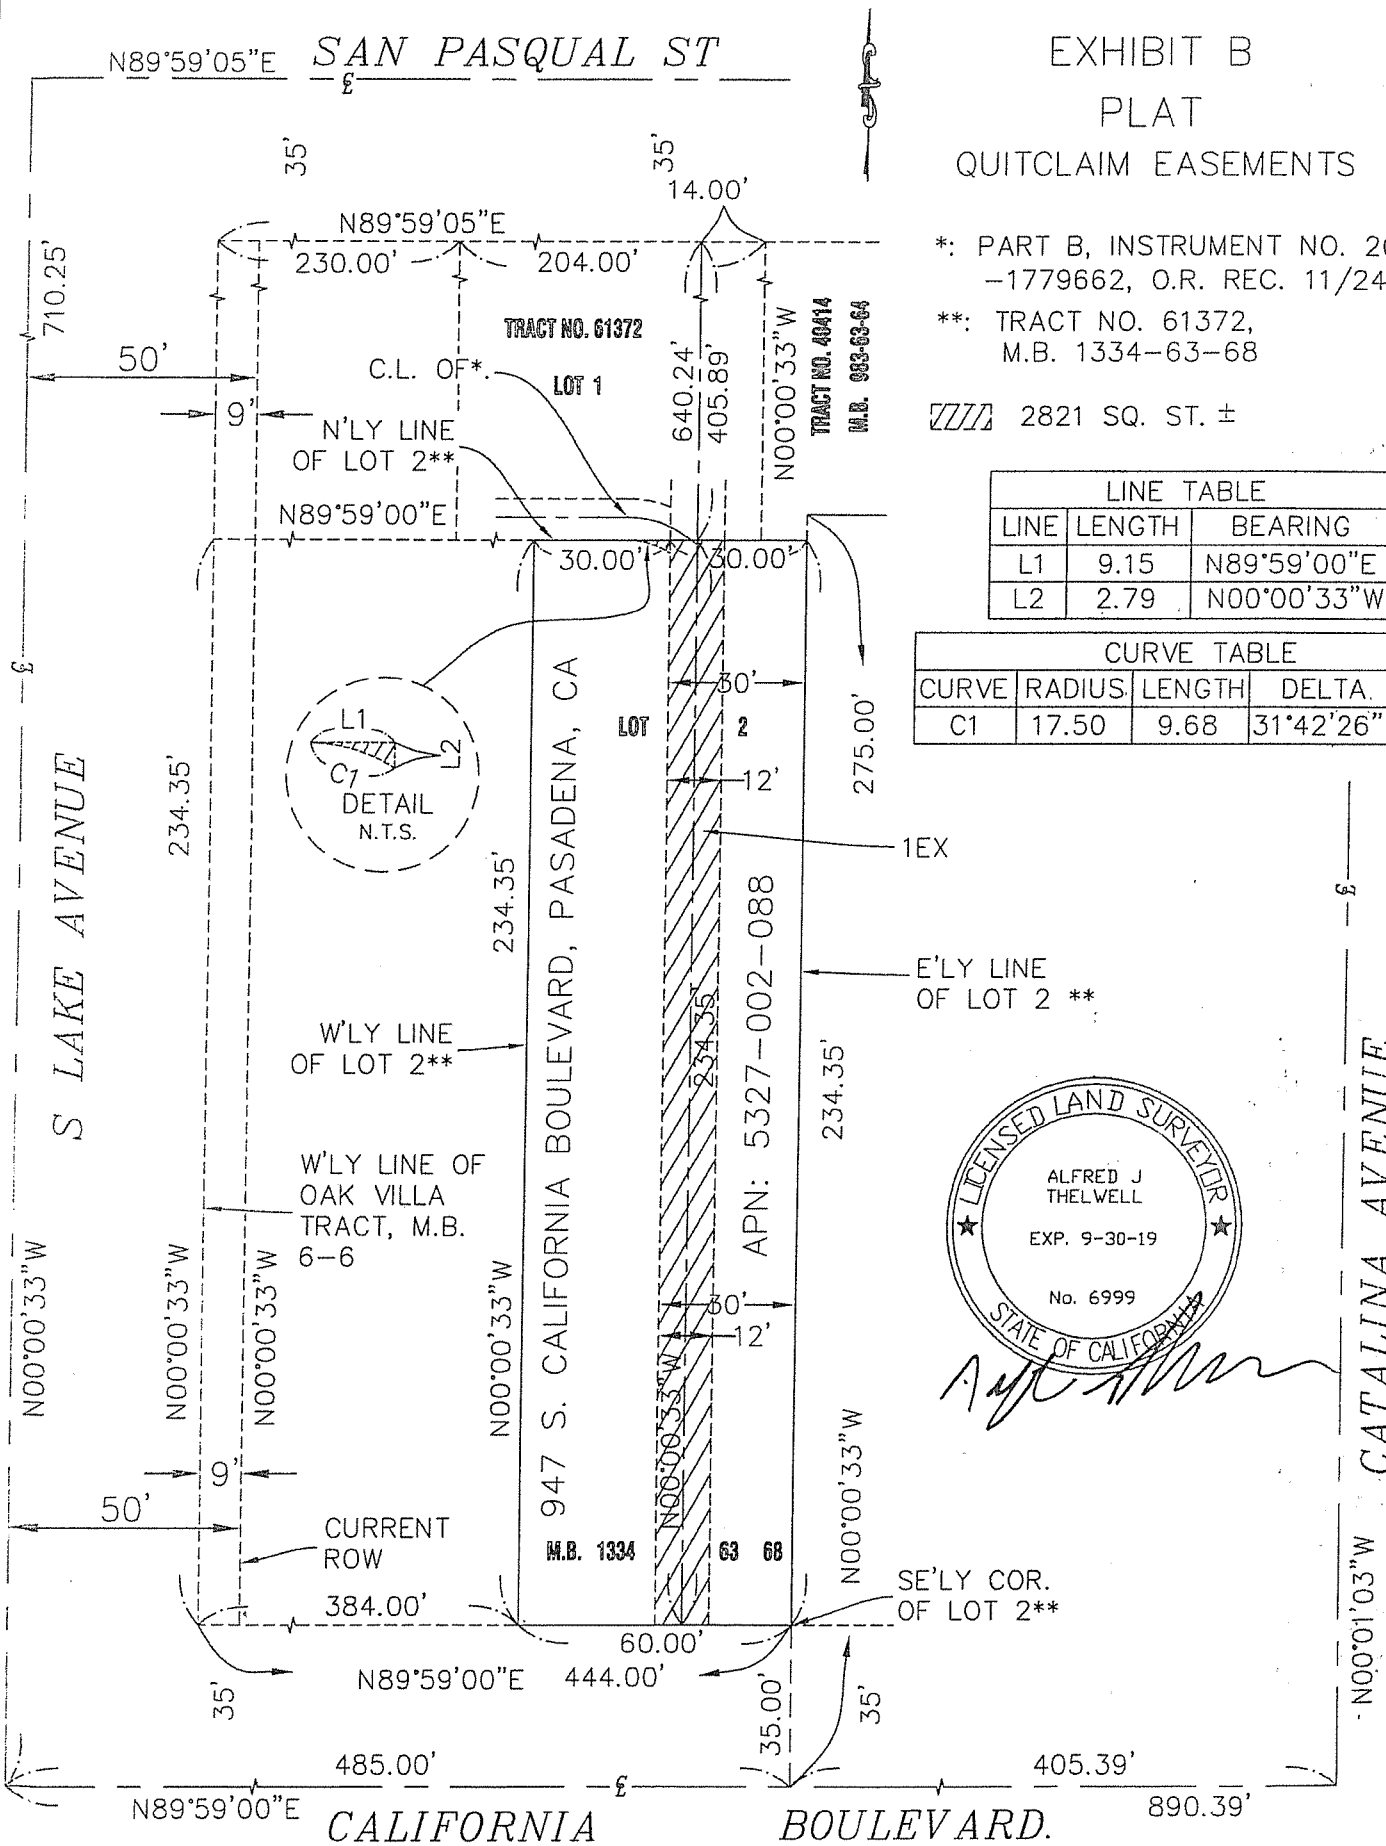 EXHIBIT B
PLAT
QUITCLAIM EASEMENTS
*: PART B, INSTRUMENT NO.
-1779662, O.R. REC. 11/24
**: TRACT NO. 61372,
M.B. 1334-63-68
2821 SQ. ST. ±
LINE TABLE
LINE LENGTH BEARING
L1 9.15 N89°59'00"E
L2 2.79 N00°00'33"W
CURVE TABLE
CURVE RADIUS LENGTH DELTA
C1 17.50 9.68 31°42'26"
N89°59'05"E SAN PASQUAL ST
35'
35'
14.00'
N89°59'05"E
230.00'
204.00'
710.25'
TRACT NO. 61372
LOT 1
640.24'
405.89'
N00°00'33"W
TRACT NO. 40414
M.B. 983-63-64
50'
9'
C.L. OF*.
N'LY LINE
OF LOT 2**
N89°59'00"E
30.00'
30.00'
30'
275.00'
LOT 2
12'
L1
L2
C1
DETAIL
N.T.S.
234.35'
234.35'
S LAKE AVENUE
947 S. CALIFORNIA BOULEVARD, PASADENA, CA
1EX
APN: 5327-002-088
234.35'
E'LY LINE
OF LOT 2 **
W'LY LINE
OF LOT 2**
234.35'
W'LY LINE OF
OAK VILLA
TRACT, M.B.
6-6
LICENSED LAND SURVEYOR
ALFRED J
THELWELL
EXP. 9-30-19
No. 6999
STATE OF CALIFORNIA
CATALINA AVENUE
N00°00'33"W
N00°00'33"W
N00°00'33"W
N00°00'33"W
30'
12'
N00°00'33"W
N00°00'33"W
N00°01'03"W
9'
50'
CURRENT
ROW
M.B. 1334 63 68
SE'LY COR.
OF LOT 2**
384.00'
60.00'
N89°59'00"E 444.00'
35'
35.00'
35'
485.00'
405.39'
N89°59'00"E
890.39'
CALIFORNIA BOULEVARD.